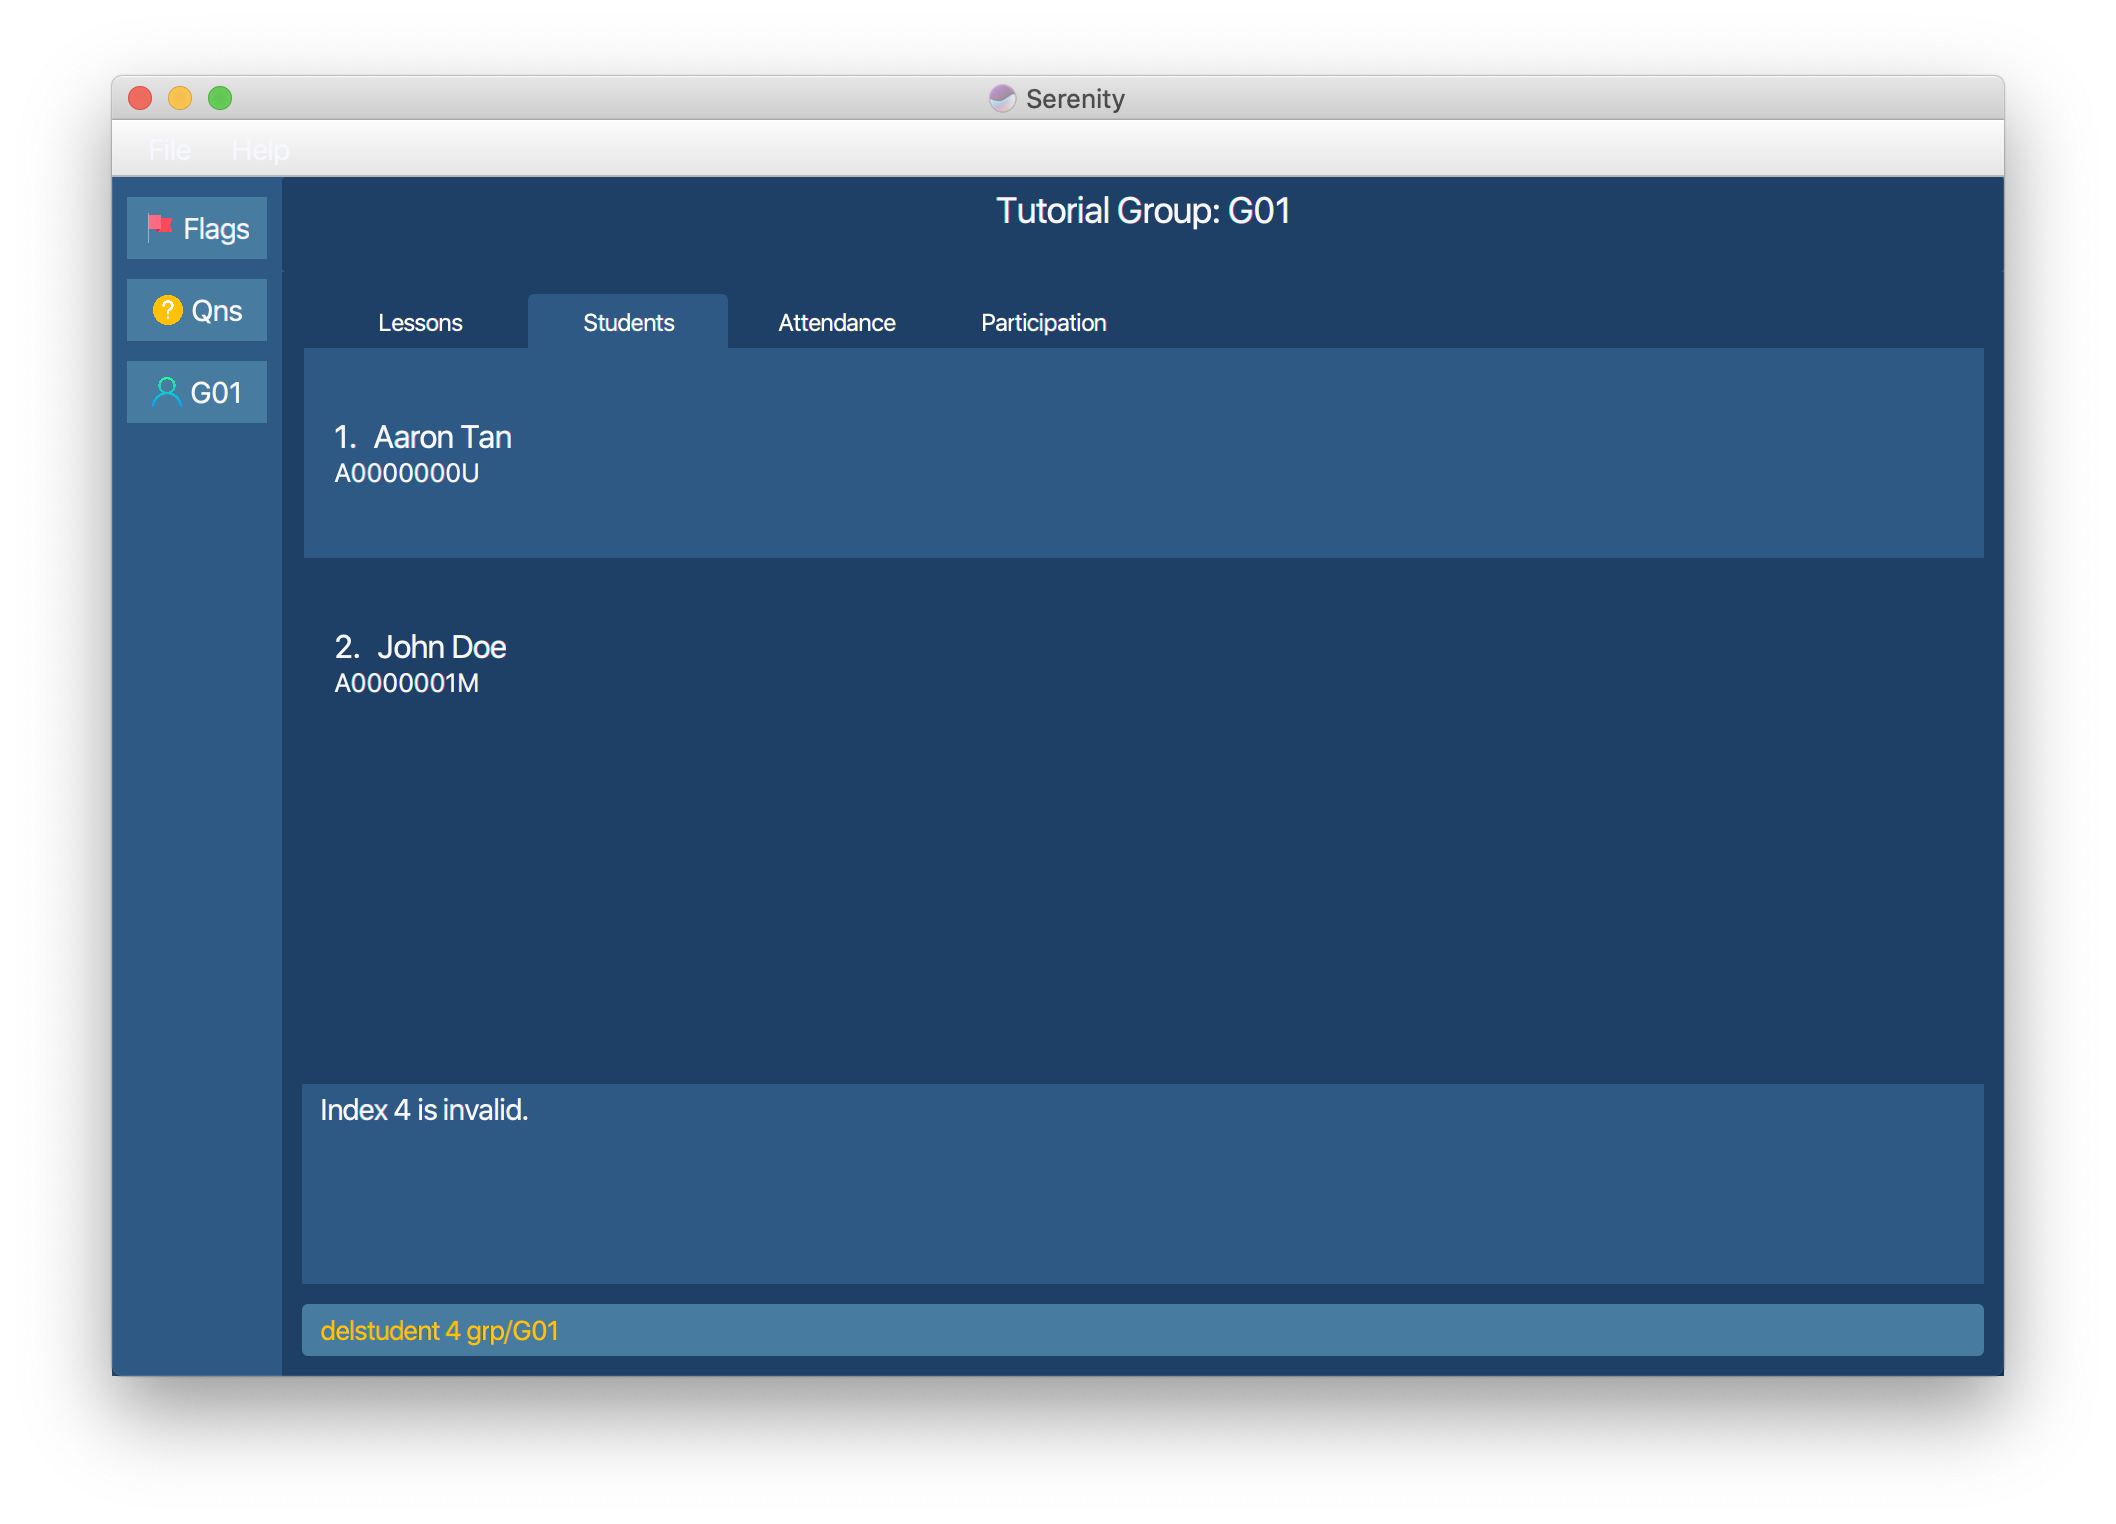 Serenity
File Help
Flags
Qns
G01
Tutorial Group: G01
Lessons Students Attendance Participation
1. Aaron Tan
A0000000U
2. John Doe
A0000001M
Index 4 is invalid.
delstudent 4 grp/G01